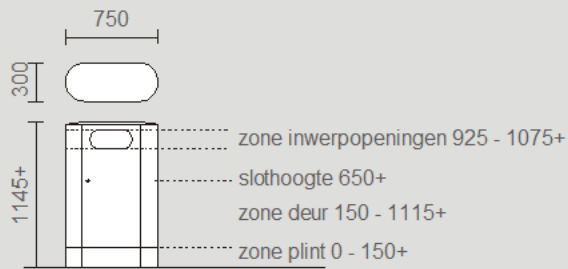 750
300
1145+
zone inwerpopeningen 925 - 1075+
slothoogte 650+
zone deur 150 - 1115+
zone plint 0 - 150+